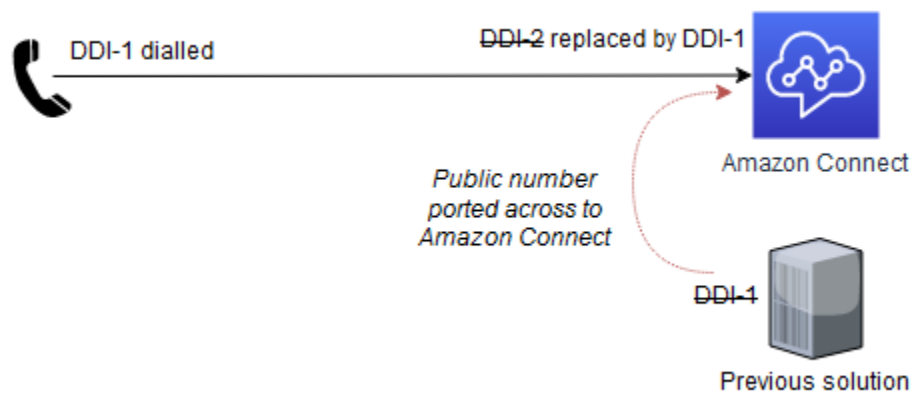 DDI-1 dialled
DDI-2 replaced by DDI-1
Amazon Connect
Public number
ported across to
Amazon Connect
DDI-1
Previous solution